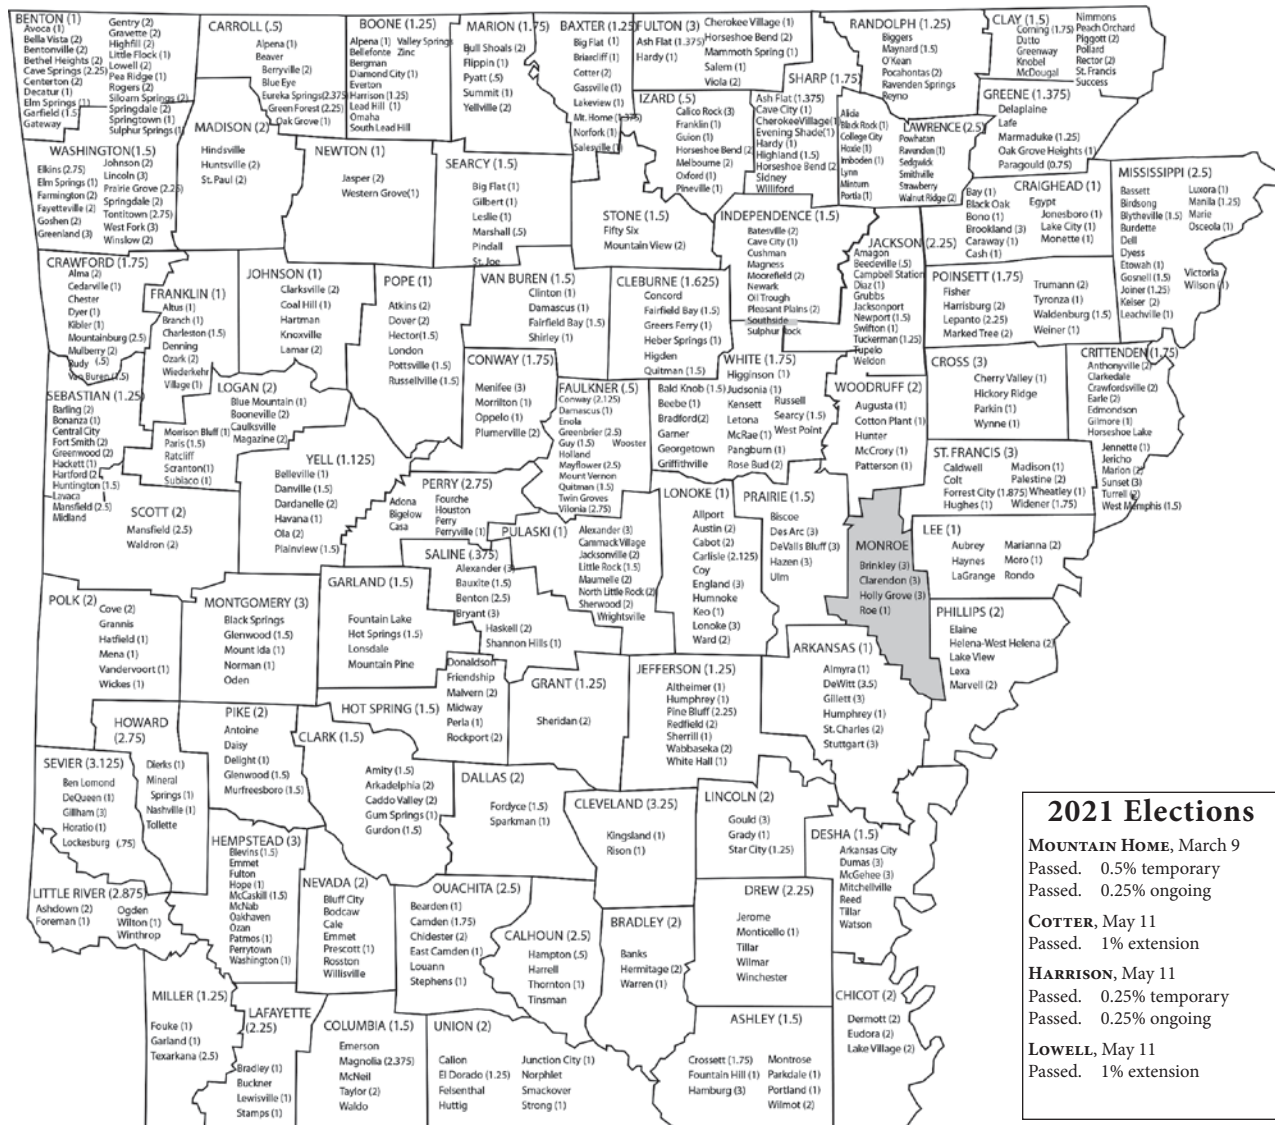 BENTON (1)
Avoca (1)
Bella Vista (2)
Bentonville (2)
Bethel Heights (2)
Cave Springs (2.25)
Centerton (2)
Decatur (1)
Elm Springs (1)
Garfield (1.5)
Gateway
Gentry (2)
Gravette (2)
Highfill (2)
Little Flock (1)
Lowell (2)
Pea Ridge (1)
Rogers (2)
Siloam Springs (2)
Springdale (2)
Springtown (1)
Sulphur Springs (1)
CARROLL (.5)
Alpena (1)
Beaver
Berryville (2)
Blue Eye
Eureka Springs(2.375)
Green Forest (2.25)
Oak Grove (1)
BOONE (1.25)
Alpena (1)
Bellefonte
Bergman
Diamond City (1)
Everton
Harrison (1.25)
Lead Hill (1)
Omaha
South Lead Hill
Valley Springs
Zinc
MARION (1.75)
Bull Shoals (2)
Flippin (1)
Pyatt (.5)
Summit (1)
Yellville (2)
BAXTER (1.25)
Big Flat (1)
Briarcliff (1)
Cotter (2)
Gassville (1)
Lakeview (1)
Mt. Home (1.375)
Norfork (1)
Salesville (1)
FULTON (3)
Ash Flat (1.375)
Hardy (1)
Cherokee Village (1)
Horseshoe Bend (2)
Mammoth Spring (1)
Salem (1)
Viola (2)
SHARP (1.75)
Ash Flat (1.375)
Cave City (1)
CherokeeVillage(1)
Evening Shade(1)
Hardy (1)
Highland (1.5)
Horseshoe Bend (2)
Sidney
Williford
RANDOLPH (1.25)
Biggers
Maynard (1.5)
O'Kean
Pocahontas (2)
Ravenden Springs
Reyno
CLAY (1.5)
Corning (1.75)
Datto
Greenway
Knobel
McDougal
Nimmons
Peach Orchard
Piggott (2)
Pollard
Rector (2)
St. Francis
Success
GREENE (1.375)
Delaplaine
Lafe
Marmaduke (1.25)
Oak Grove Heights (1)
Paragould (0.75)
WASHINGTON(1.5)
Elkins (2.75)
Elm Springs (1)
Farmington (2)
Fayetteville (2)
Goshen (2)
Greenland (3)
Johnson (2)
Lincoln (3)
Prairie Grove (2.25)
Springdale (2)
Tontitown (2.75)
West Fork (3)
Winslow (2)
MADISON (2)
Hindsville
Huntsville (2)
St. Paul (2)
NEWTON (1)
Jasper (2)
Western Grove(1)
SEARCY (1.5)
Big Flat (1)
Gilbert (1)
Leslie (1)
Marshall (.5)
Pindall
St. Joe
IZARD (.5)
Calico Rock (3)
Franklin (1)
Guion (1)
Horseshoe Bend (2)
Melbourne (2)
Oxford (1)
Pineville (1)
LAWRENCE (2.5)
Alicia
Black Rock (1)
College City
Hoxie (1)
Imboden (1)
Lynn
Minturn
Portia (1)
Powhatan
Ravenden (1)
Sedgwick
Smithville
Strawberry
Walnut Ridge (2)
CRAIGHEAD (1)
Bay (1)
Black Oak
Bono (1)
Brookland (3)
Caraway (1)
Cash (1)
Egypt
Jonesboro (1)
Lake City (1)
Monette (1)
MISSISSIPPI (2.5)
Bassett
Birdsong
Blytheville (1.5)
Burdette
Dell
Dyess
Etowah (1)
Gosnell (1.5)
Joiner (1.25)
Keiser (2)
Leachville (1)
Luxora (1)
Manila (1.25)
Marie
Osceola (1)
Victoria
Wilson (1)
STONE (1.5)
Fifty Six
Mountain View (2)
INDEPENDENCE (1.5)
Batesville (2)
Cave City (1)
Cushman
Magness
Moorefield (2)
Newark
Oil Trough
Pleasant Plains (2)
Southside
Sulphur Rock
JACKSON (2.25)
Amagon
Beedeville (.5)
Campbell Station
Diaz (1)
Grubbs
Jacksonport
Newport (1.5)
Swifton (1)
Tuckerman (1.25)
Tupelo
Weldon
POINSETT (1.75)
Fisher
Harrisburg (2)
Lepanto (2.25)
Marked Tree (2)
Trumann (2)
Tyronza (1)
Waldenburg (1.5)
Weiner (1)
CRAWFORD (1.75)
Alma (2)
Cedarville (1)
Chester
Dyer (1)
Kibler (1)
Mountainburg (2.5)
Mulberry (2)
Rudy (.5)
Van Buren (1.5)
FRANKLIN (1)
Altus (1)
Branch (1)
Charleston (1.5)
Denning
Ozark (2)
Wiederkehr
Village (1)
JOHNSON (1)
Clarksville (2)
Coal Hill (1)
Hartman
Knoxville
Lamar (2)
POPE (1)
Atkins (2)
Dover (2)
Hector(1.5)
London
Pottsville (1.5)
Russellville (1.5)
VAN BUREN (1.5)
Clinton (1)
Damascus (1)
Fairfield Bay (1.5)
Shirley (1)
CLEBURNE (1.625)
Concord
Fairfield Bay (1.5)
Greers Ferry (1)
Heber Springs (1)
Higden
Quitman (1.5)
CONWAY (1.75)
Menifee (3)
Morrilton (1)
Oppelo (1)
Plumerville (2)
FAULKNER (.5)
Conway (2.125)
Damascus (1)
Enola
Greenbrier (2.5)
Guy (1.5)
Holland
Mayflower (2.5)
Mount Vernon
Quitman (1.5)
Twin Groves
Vilonia (2.75)
Wooster
WHITE (1.75)
Bald Knob (1.5)
Beebe (1)
Bradford(2)
Garner
Georgetown
Griffithville
Higginson (1)
Judsonia (1)
Kensett
Letona
McRae (1)
Pangburn (1)
Rose Bud (2)
Russell
Searcy (1.5)
West Point
WOODRUFF (2)
Augusta (1)
Cotton Plant (1)
Hunter
McCrory (1)
Patterson (1)
CROSS (3)
Cherry Valley (1)
Hickory Ridge
Parkin (1)
Wynne (1)
CRITTENDEN (1.75)
Anthonyville (2)
Clarkedale
Crawfordsville (2)
Earle (2)
Edmondson
Gilmore (1)
Horseshoe Lake
Jennette (1)
Jericho
Marion (2)
Sunset (3)
Turrell (2)
West Memphis (1.5)
SEBASTIAN (1.25)
Barling (2)
Bonanza (1)
Central City
Fort Smith (2)
Greenwood (2)
Hackett (1)
Hartford (2)
Huntington (1.5)
Lavaca
Mansfield (2.5)
Midland
LOGAN (2)
Blue Mountain (1)
Booneville (2)
Caulksville
Magazine (2)
Morrison Bluff (1)
Paris (1.5)
Ratcliff
Scranton(1)
Subiaco (1)
SCOTT (2)
Mansfield (2.5)
Waldron (2)
YELL (1.125)
Belleville (1)
Danville (1.5)
Dardanelle (2)
Havana (1)
Ola (2)
Plainview (1.5)
PERRY (2.75)
Adona
Bigelow
Casa
Fourche
Houston
Perry
Perryville (1)
PULASKI (1)
Alexander (3)
Cammack Village
Jacksonville (2)
Little Rock (1.5)
Maumelle (2)
North Little Rock (2)
Sherwood (2)
Wrightsville
LONOKE (1)
Allport
Austin (2)
Cabot (2)
Carlisle (2.125)
Coy
England (3)
Humnoke
Keo (1)
Lonoke (3)
Ward (2)
PRAIRIE (1.5)
Biscoe
Des Arc (3)
DeValls Bluff (3)
Hazen (3)
Ulm
MONROE
Brinkley (3)
Clarendon (3)
Holly Grove (3)
Roe (1)
ST. FRANCIS (3)
Caldwell
Colt
Forrest City (1.875)
Hughes (1)
Madison (1)
Palestine (2)
Wheatley (1)
Widener (1.75)
LEE (1)
Aubrey
Haynes
LaGrange
Marianna (2)
Moro (1)
Rondo
PHILLIPS (2)
Elaine
Helena-West Helena (2)
Lake View
Lexa
Marvell (2)
SALINE (.375)
Alexander (3)
Bauxite (1.5)
Benton (2.5)
Bryant (3)
Haskell (2)
Shannon Hills (1)
GARLAND (1.5)
Fountain Lake
Hot Springs (1.5)
Lonsdale
Mountain Pine
POLK (2)
Cove (2)
Grannis
Hatfield (1)
Mena (1)
Vandervoort (1)
Wickes (1)
MONTGOMERY (3)
Black Springs
Glenwood (1.5)
Mount Ida (1)
Norman (1)
Oden
HOT SPRING (1.5)
Donaldson
Friendship
Malvern (2)
Midway
Perla (1)
Rockport (2)
GRANT (1.25)
Sheridan (2)
JEFFERSON (1.25)
Altheimer (1)
Humphrey (1)
Pine Bluff (2.25)
Redfield (2)
Sherrill (1)
Wabbaseka (2)
White Hall (1)
ARKANSAS (1)
Almyra (1)
DeWitt (3.5)
Gillett (3)
Humphrey (1)
St. Charles (2)
Stuttgart (3)
HOWARD
(2.75)
Dierks (1)
Mineral
Springs (1)
Nashville (1)
Tollette
PIKE (2)
Antoine
Daisy
Delight (1)
Glenwood (1.5)
Murfreesboro (1.5)
CLARK (1.5)
Amity (1.5)
Arkadelphia (2)
Caddo Valley (2)
Gum Springs (1)
Gurdon (1.5)
SEVIER (3.125)
Ben Lomond
DeQueen (1)
Gillham (3)
Horatio (1)
Lockesburg (.75)
DALLAS (2)
Fordyce (1.5)
Sparkman (1)
CLEVELAND (3.25)
Kingsland (1)
Rison (1)
LINCOLN (2)
Gould (3)
Grady (1)
Star City (1.25)
DESHA (1.5)
Arkansas City
Dumas (3)
McGehee (3)
Mitchellville
Reed
Tillar
Watson
HEMPSTEAD (3)
Blevins (1.5)
Emmet
Fulton
Hope (1)
McCaskill (1.5)
McNab
Oakhaven
Ozan
Patmos (1)
Perrytown
Washington (1)
LITTLE RIVER (2.875)
Ashdown (2)
Foreman (1)
Ogden
Wilton (1)
Winthrop
NEVADA (2)
Bluff City
Bodcaw
Cale
Emmet
Prescott (1)
Rosston
Willisville
OUACHITA (2.5)
Bearden (1)
Camden (1.75)
Chidester (2)
East Camden (1)
Louann
Stephens (1)
CALHOUN (2.5)
Hampton (.5)
Harrell
Thornton (1)
Tinsman
BRADLEY (2)
Banks
Hermitage (2)
Warren (1)
DREW (2.25)
Jerome
Monticello (1)
Tillar
Wilmar
Winchester
MILLER (1.25)
Fouke (1)
Garland (1)
Texarkana (2.5)
LAFAYETTE
(2.25)
Bradley (1)
Buckner
Lewisville (1)
Stamps (1)
COLUMBIA (1.5)
Emerson
Magnolia (2.375)
McNeil
Taylor (2)
Waldo
UNION (2)
Calion
El Dorado (1.25)
Felsenthal
Huttig
Junction City (1)
Norphlet
Smackover
Strong (1)
ASHLEY (1.5)
Crossett (1.75)
Fountain Hill (1)
Hamburg (3)
Montrose
Parkdale (1)
Portland (1)
Wilmot (2)
CHICOT (2)
Dermott (2)
Eudora (2)
Lake Village (2)
2021 Elections
MOUNTAIN HOME, March 9
Passed. 0.5% temporary
Passed. 0.25% ongoing
COTTER, May 11
Passed. 1% extension
HARRISON, May 11
Passed. 0.25% temporary
Passed. 0.25% ongoing
LOWELL, May 11
Passed. 1% extension